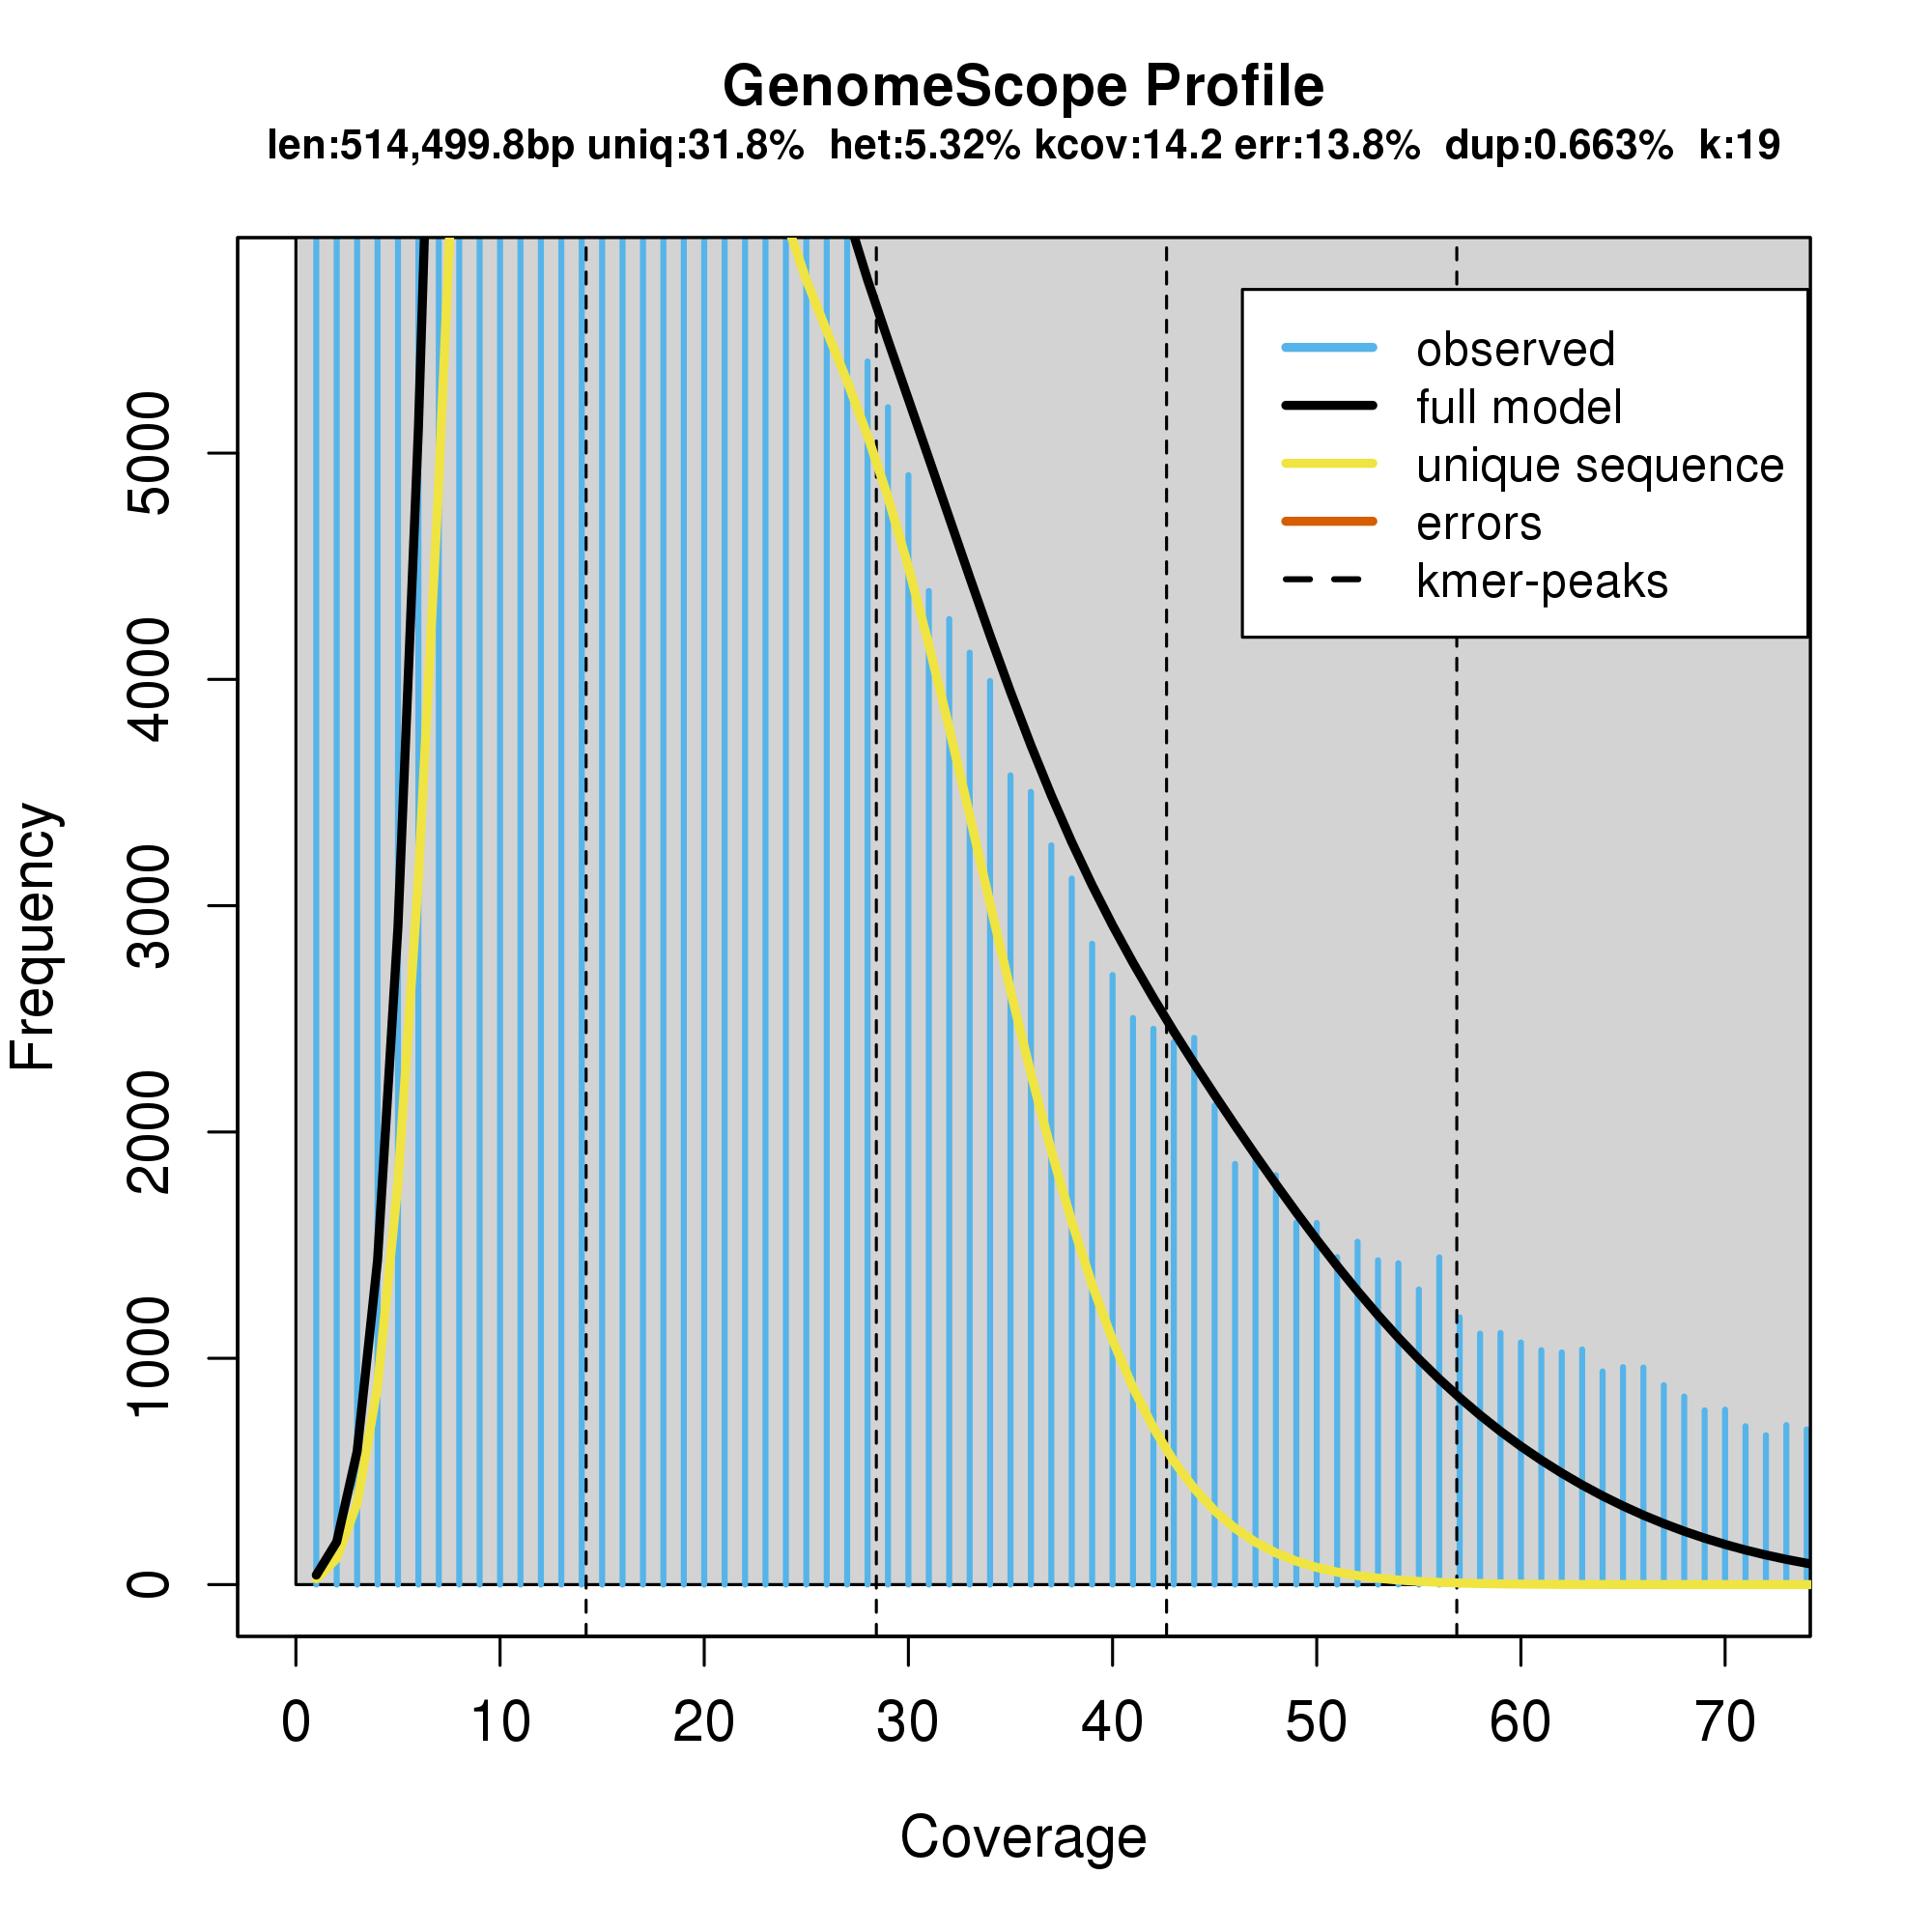 GenomeScope Profile
len:514,499.8bp uniq:31.8% het:5.32% kcov:14.2 err:13.8% dup:0.663% k:19
observed
full model
unique sequence
errors
kmer-peaks
Frequency
5000
4000
3000
2000
1000
0
0 10 20 30 40 50 60 70
Coverage